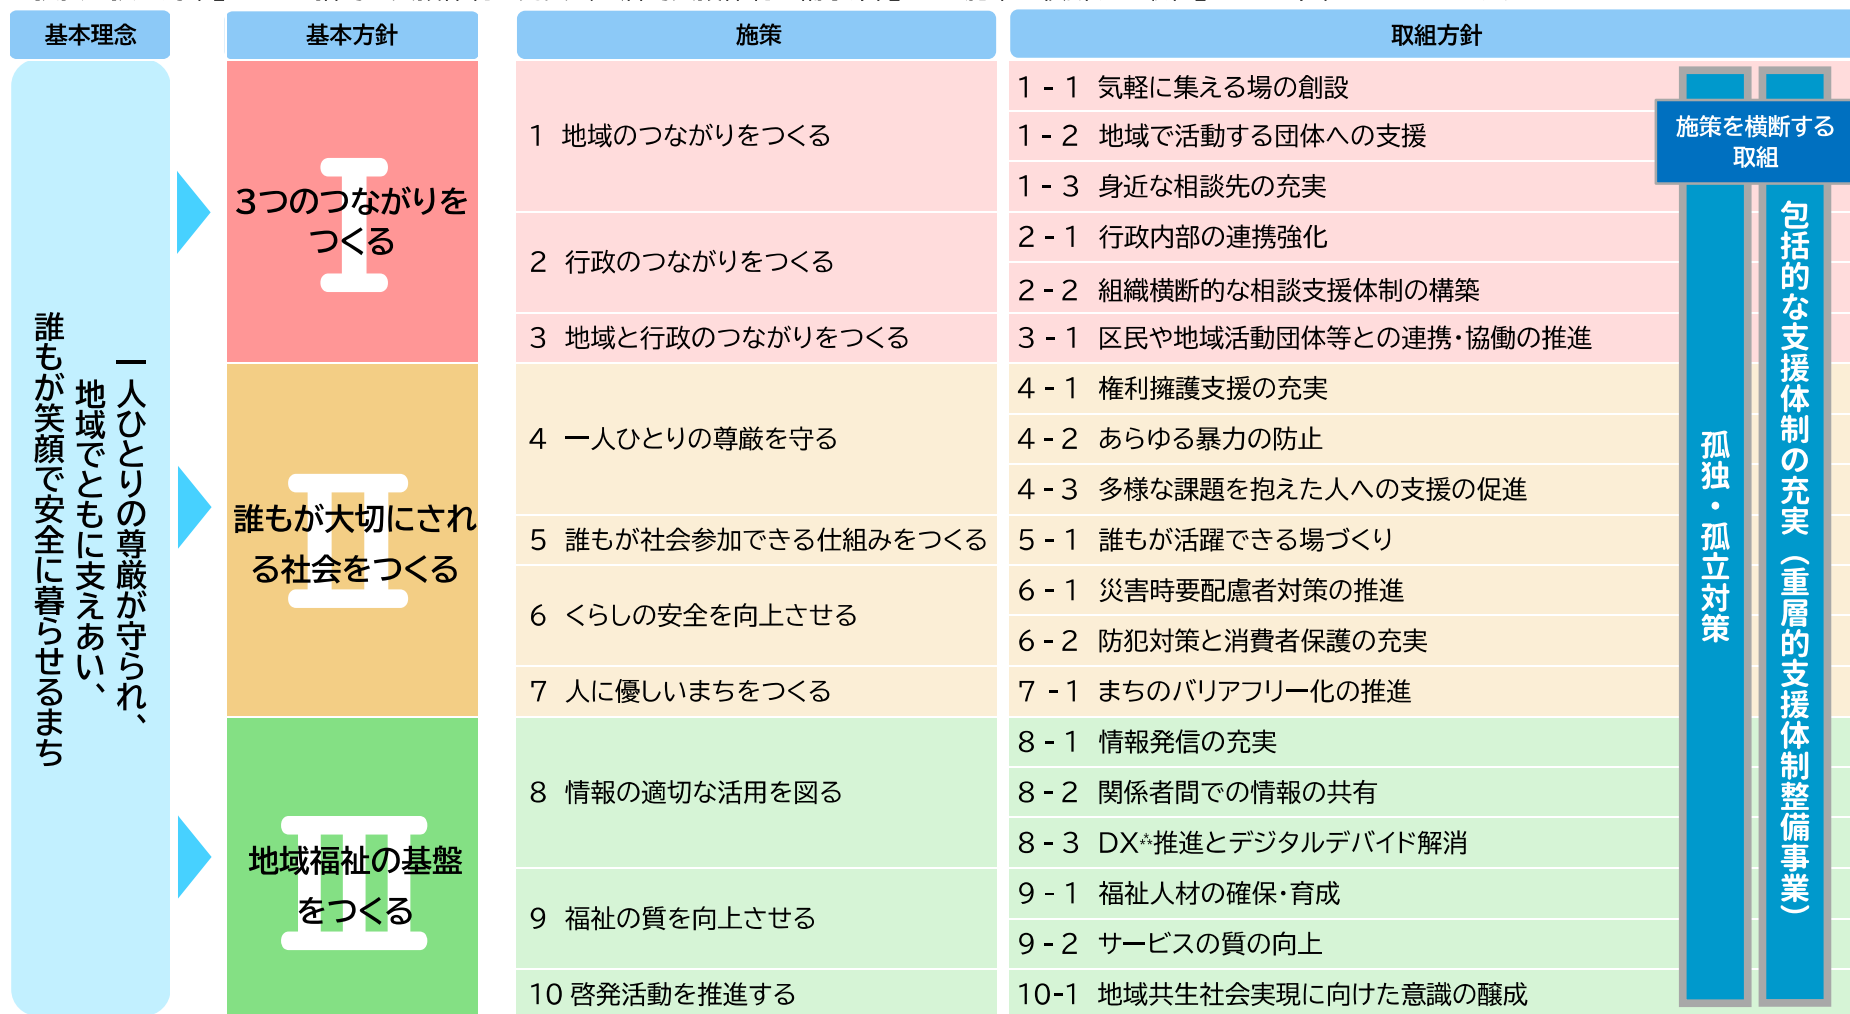 基本理念
基本方針
施策
取組方針
一人ひとりの尊厳が守られ、
地域でともに支えあい、
誰もが笑顔で安全に暮らせるまち
Ⅰ
3つのつながりを
つくる
1 地域のつながりをつくる
1-1 気軽に集える場の創設
1-2 地域で活動する団体への支援
1-3 身近な相談先の充実
2 行政のつながりをつくる
2-1 行政内部の連携強化
2-2 組織横断的な相談支援体制の構築
3 地域と行政のつながりをつくる
3-1 区民や地域活動団体等との連携・協働の推進
Ⅱ
誰もが大切にされ
る社会をつくる
4 一人ひとりの尊厳を守る
4-1 権利擁護支援の充実
4-2 あらゆる暴力の防止
4-3 多様な課題を抱えた人への支援の促進
5 誰もが社会参加できる仕組みをつくる
5-1 誰もが活躍できる場づくり
6 くらしの安全を向上させる
6-1 災害時要配慮者対策の推進
6-2 防犯対策と消費者保護の充実
7 人に優しいまちをつくる
7-1 まちのバリアフリー化の推進
Ⅲ
地域福祉の基盤
をつくる
8 情報の適切な活用を図る
8-1 情報発信の充実
8-2 関係者間での情報の共有
8-3 DX⁂推進とデジタルデバイド解消
9 福祉の質を向上させる
9-1 福祉人材の確保・育成
9-2 サービスの質の向上
10 啓発活動を推進する
10-1 地域共生社会実現に向けた意識の醸成
施策を横断する
取組
孤独・孤立対策
包括的な支援体制の充実（重層的支援体制整備事業）